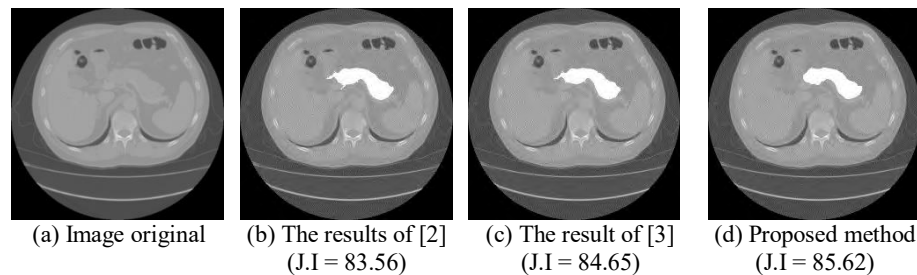 (a) Image original
(b) The results of [2]
(J.I = 83.56)
(c) The result of [3]
(J.I = 84.65)
(d) Proposed method
(J.I = 85.62)